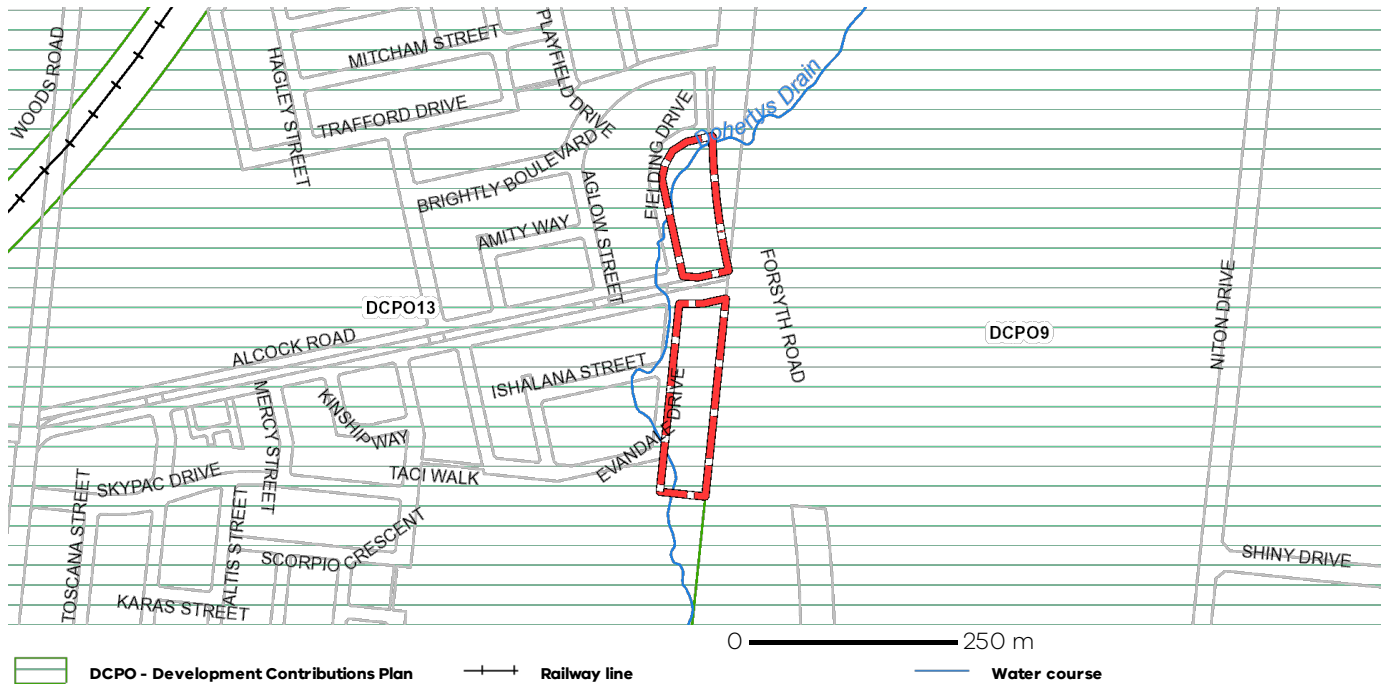 WOODS ROAD
HAGLEY STREET
MITCHAM STREET
PLAYFIELD DRIVE
TRAFFORD DRIVE
BRIGHTLY BOULEVARD
FIELDING DRIVE
Dohertys Drain
AMITY WAY
AGLOW STREET
FORSYTH ROAD
NITON DRIVE
DCPO13
DCPO9
ALCOCK ROAD
ISHALANA STREET
MERCY STREET
KINSHIP WAY
EVANDALE DRIVE
TACI WALK
SKYPAC DRIVE
TOSCANA STREET
ALTIS STREET
SCORPIO CRESCENT
KARAS STREET
SHINY DRIVE
0 250 m
DCPO - Development Contributions Plan
Railway line
Water course